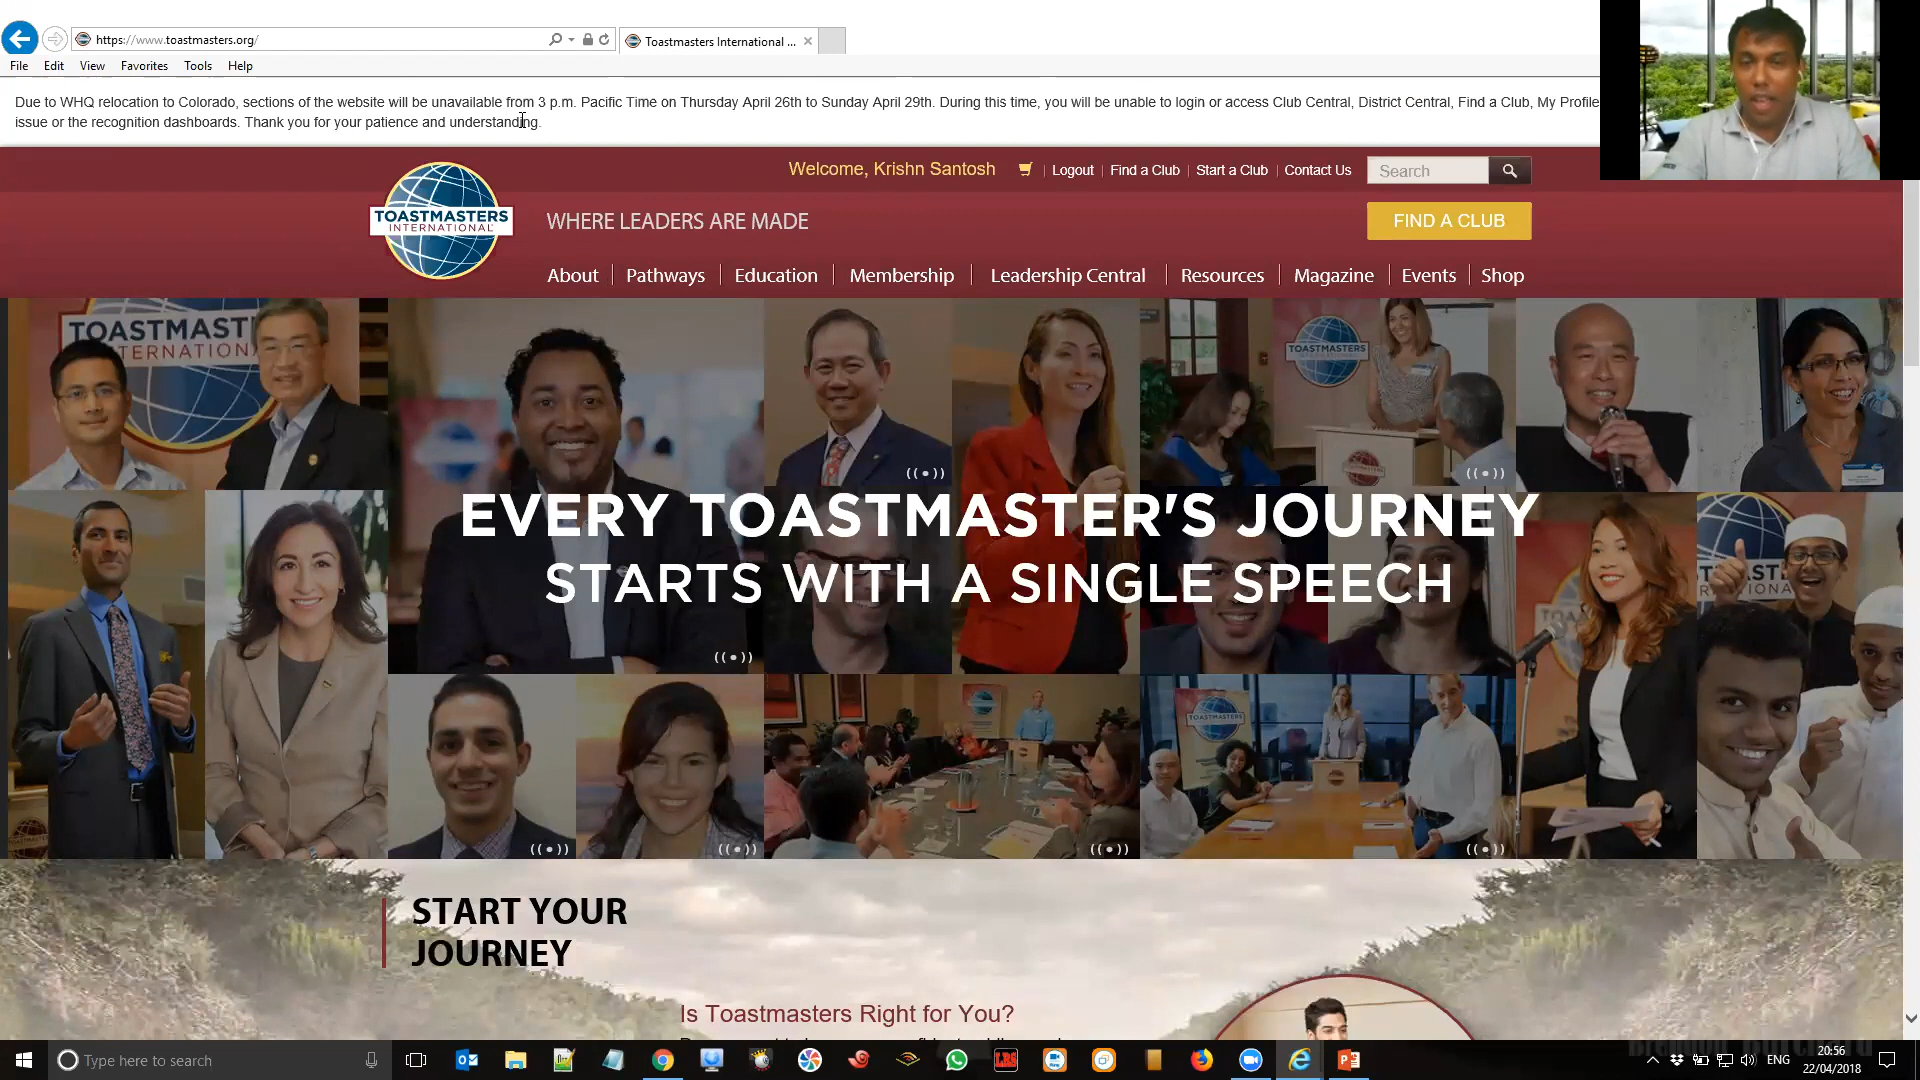 https://www.toastmasters.org/
Toastmasters International ...
File Edit View Favorites Tools Help
Due to WHQ relocation to Colorado, sections of the website will be unavailable from 3 p.m. Pacific Time on Thursday April 26th to Sunday April 29th. During this time, you will be unable to login or access Club Central, District Central, Find a Club, My Profile
issue or the recognition dashboards. Thank you for your patience and understanding.
Welcome, Krishn Santosh
Logout Find a Club Start a Club Contact Us
Search
TOASTMASTERS
INTERNATIONAL
WHERE LEADERS ARE MADE
FIND A CLUB
About Pathways Education Membership Leadership Central Resources Magazine Events Shop
TOASTMAST
INTERNATIONA
TOASTMASTERS
EVERY TOASTMASTER'S JOURNEY
STARTS WITH A SINGLE SPEECH
TOASTMASTERS
START YOUR
JOURNEY
Is Toastmasters Right for You?
Type here to search
ENG
20:56
22/04/2018